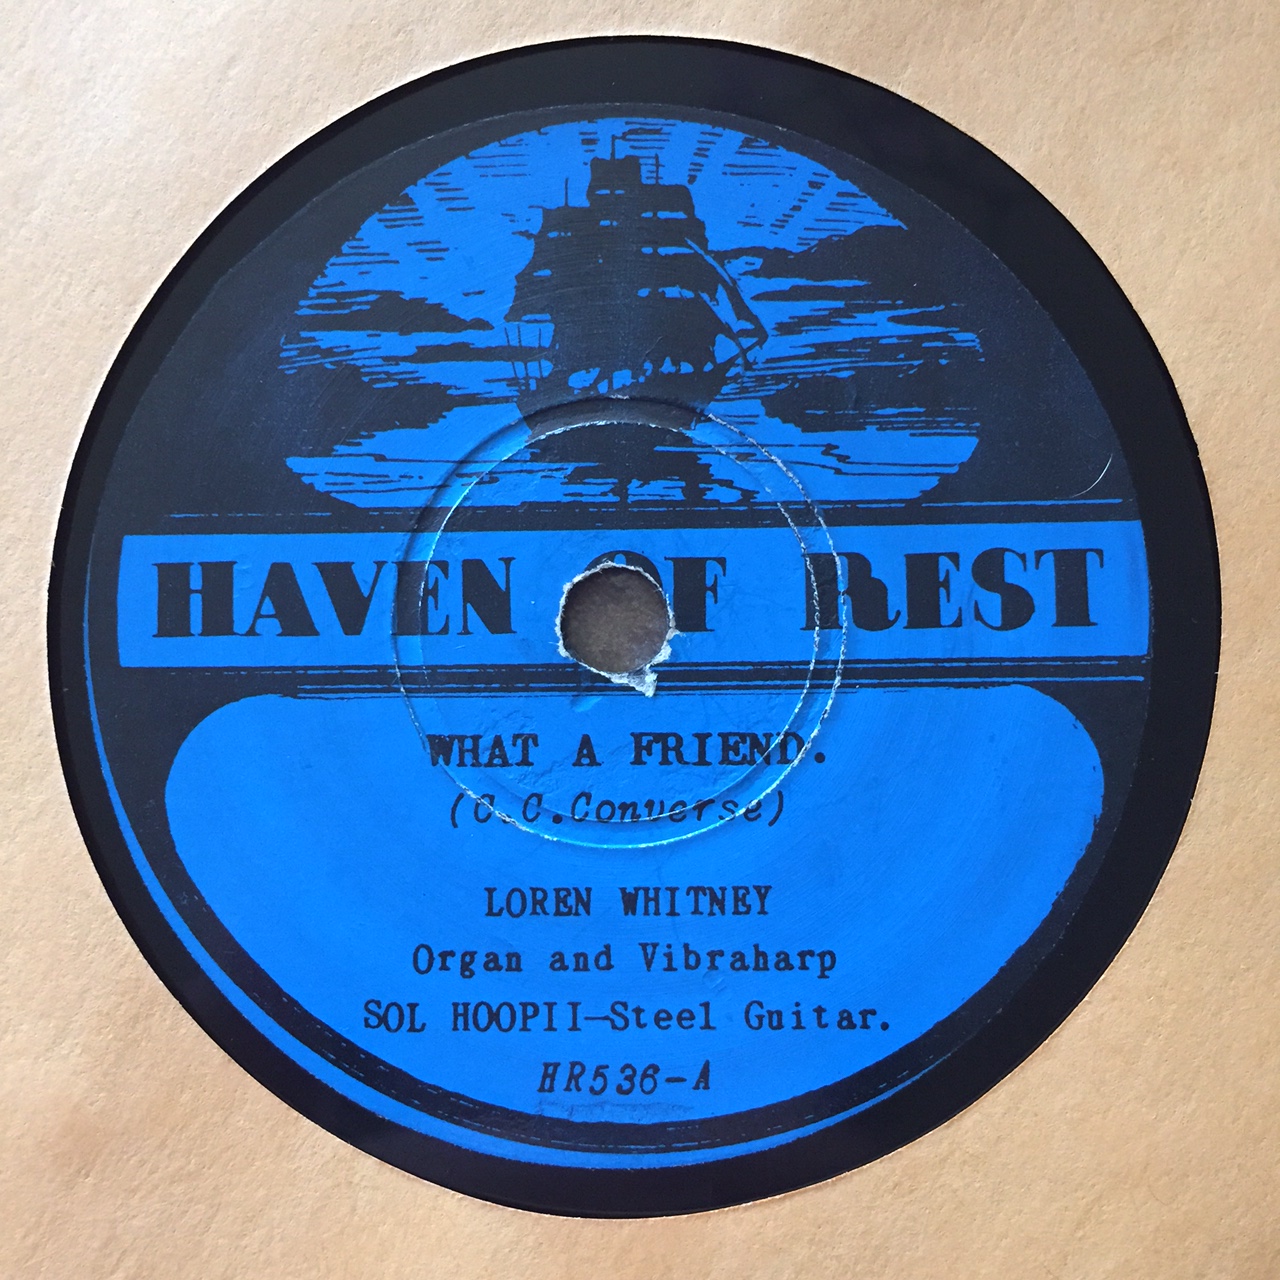 HAVEN OF REST
WHAT A FRIEND.
(C.C.Converse)
LOREN WHITNEY
Organ and Vibraharp
SOL HOOPII—Steel Guitar.
HR536-A